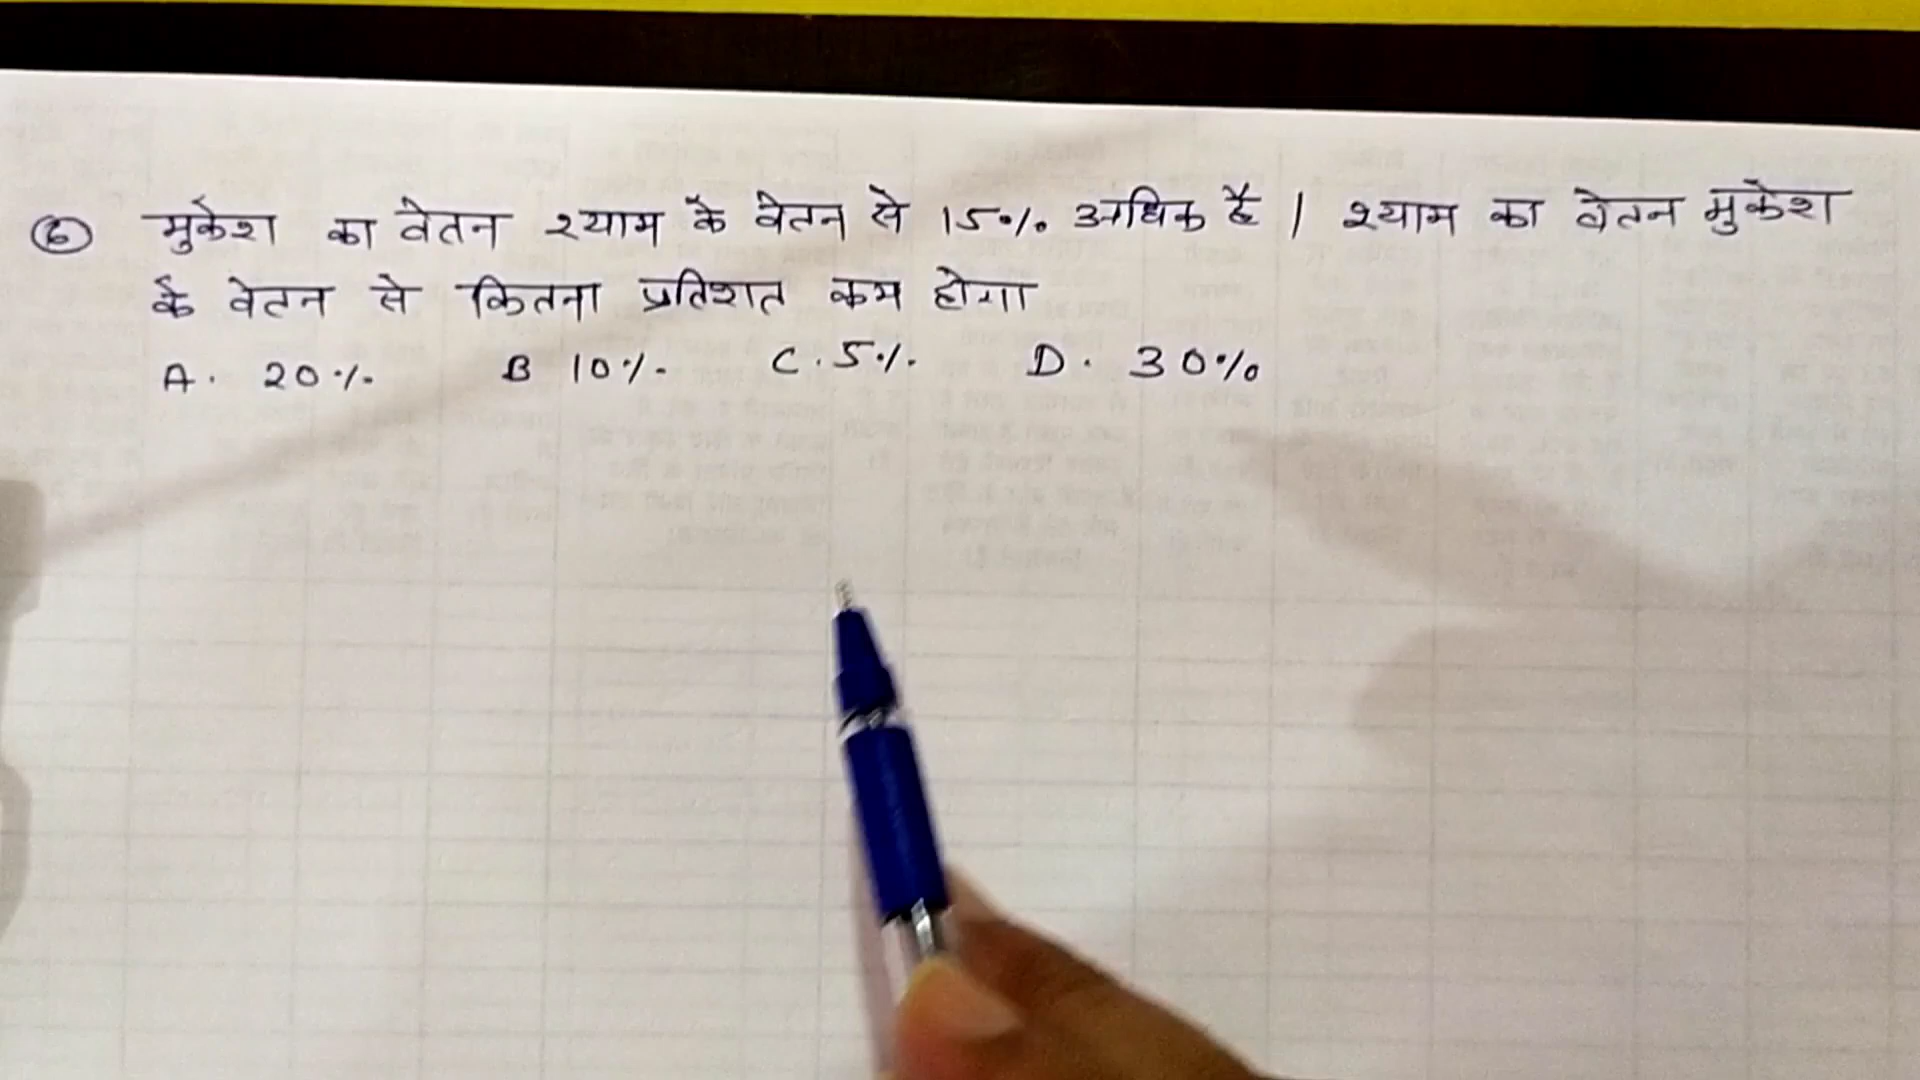 ⑥ मुकेश का वेतन श्याम के वेतन से 15% अधिक है | श्याम का वेतन मुकेश
के वेतन से कितना प्रतिशत कम होगा
A. 20% B 10% C. 5% D. 30%